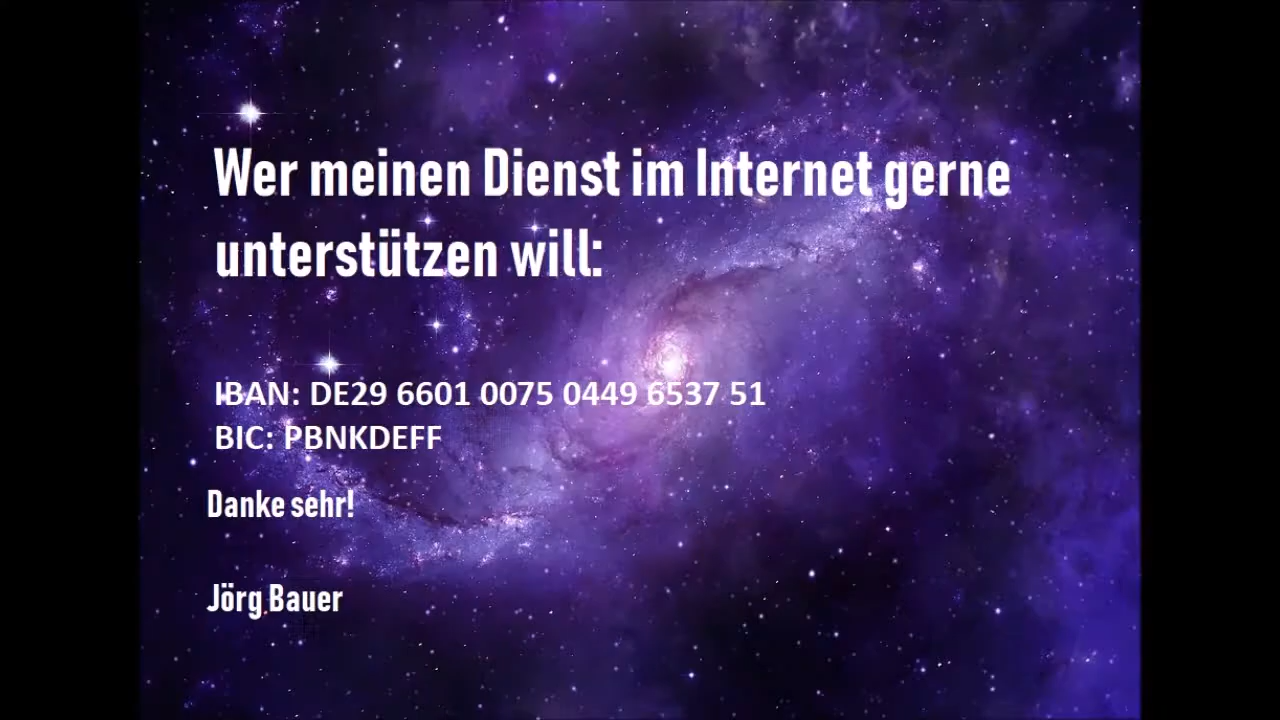 Wer meinen Dienst im Internet gerne
unterstützen will:
IBAN: DE29 6601 0075 0449 6537 51
BIC: PBNKDEFF
Danke sehr!
Jörg Bauer